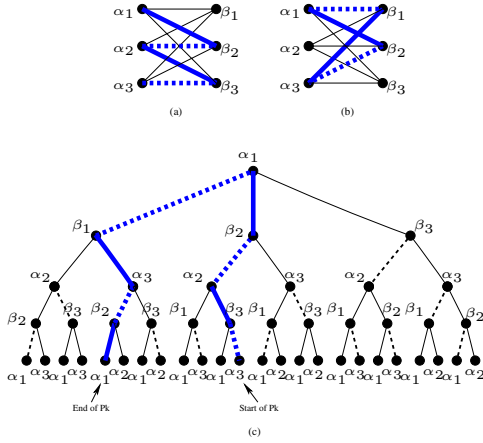 α1 β1 α1 β1
α2 β2 α2 β2
α3 β3 α3 β3
(a) (b)
α1
β1 β2 β3
α2 α3 α2 α3 α2 α3
β2 β3 β2 β3 β1 β3 β1 β2 β1 β2
α1 α3 α1 α3 α1 α2 α1 α2 α1 α3 α1 α3 α1 α2 α1 α2 α1 α3 α1 α3 α1 α2 α1 α2
End of Pk Start of Pk
(c)